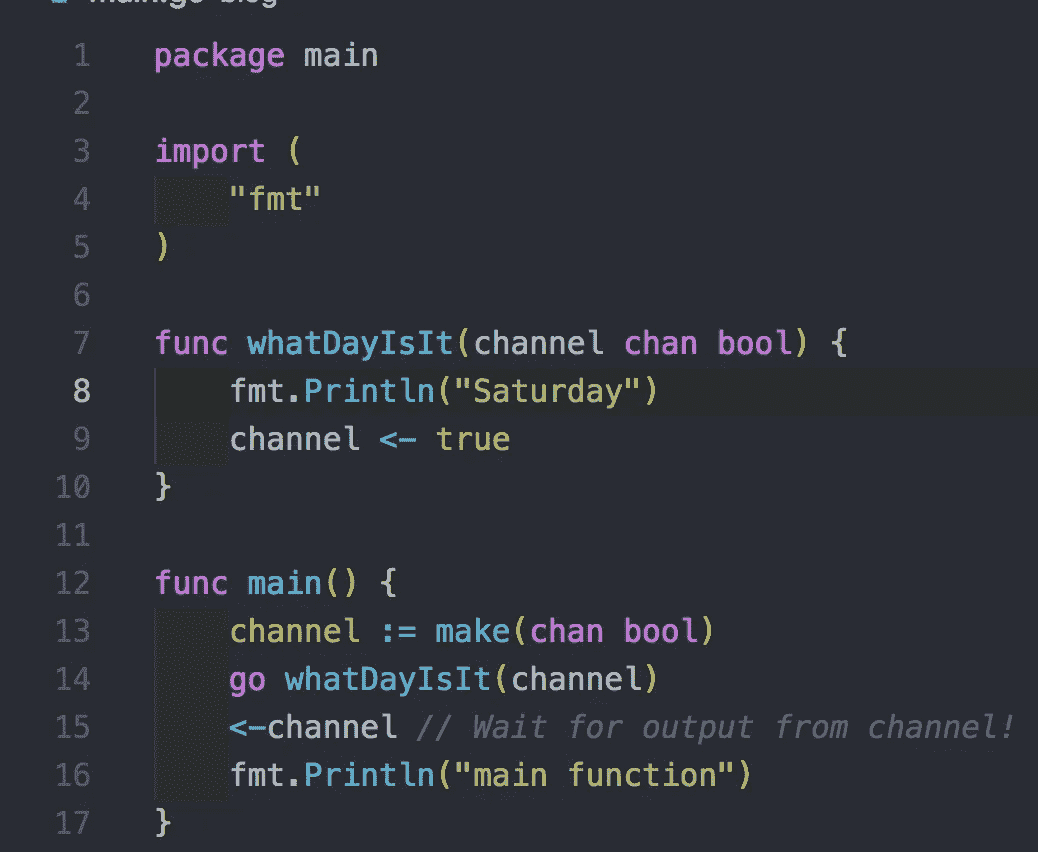 1 package main
2
3 import (
4 "fmt"
5 )
6
7 func whatDayIsIt(channel chan bool) {
8 fmt.Println("Saturday")
9 channel <- true
10 }
11
12 func main() {
13 channel := make(chan bool)
14 go whatDayIsIt(channel)
15 <-channel // Wait for output from channel!
16 fmt.Println("main function")
17 }